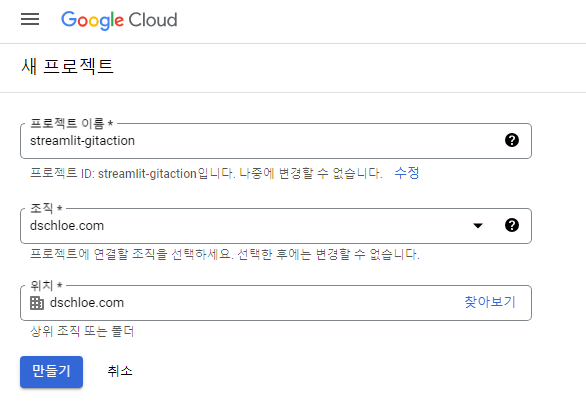 Google Cloud
새 프로젝트
프로젝트 이름 *
streamlit-gitaction
프로젝트 ID: streamlit-gitaction입니다. 나중에 변경할 수 없습니다. 수정
조직 *
dschloe.com
프로젝트에 연결할 조직을 선택하세요. 선택한 후에는 변경할 수 없습니다.
위치 *
dschloe.com 찾아보기
상위 조직 또는 폴더
만들기 취소